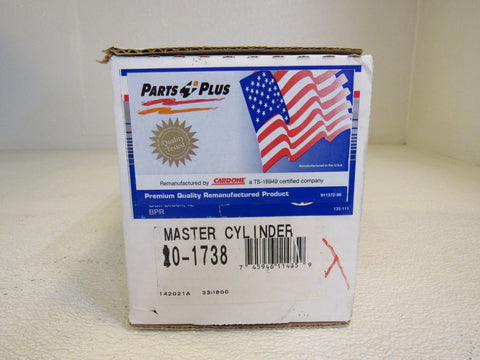 PARTS PLUS
Quality
Tested
Remanufactured in the U.S.A.
Remanufactured by CARDONE a TS-16949 certified company
Premium Quality Remanufactured Product
BPR
MASTER CYLINDER
10-1738
142021A